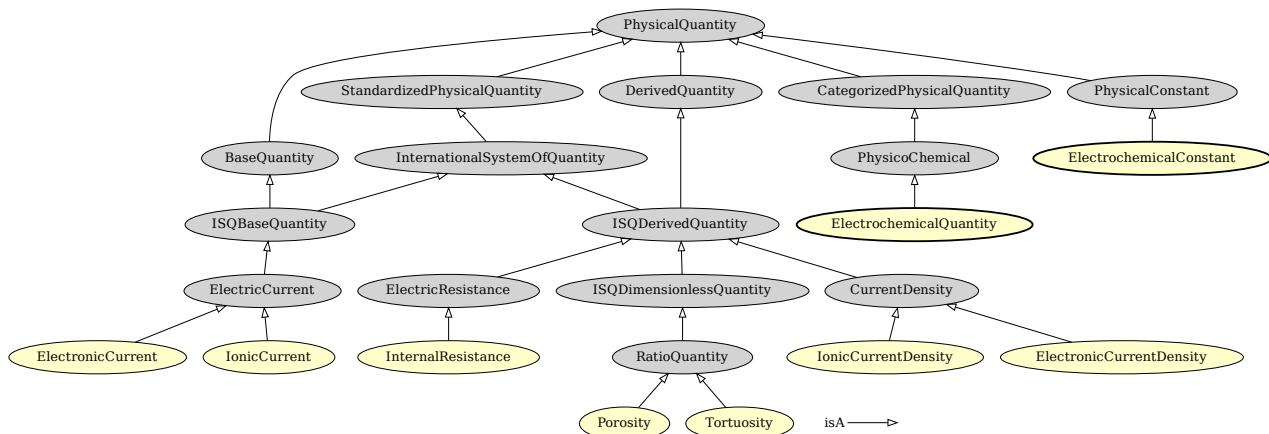 PhysicalQuantity
StandardizedPhysicalQuantity
DerivedQuantity
CategorizedPhysicalQuantity
PhysicalConstant
BaseQuantity
InternationalSystemOfQuantity
PhysicoChemical
ElectrochemicalConstant
ISQBaseQuantity
ISQDerivedQuantity
ElectrochemicalQuantity
ElectricCurrent
ElectricResistance
ISQDimensionlessQuantity
CurrentDensity
ElectronicCurrent
IonicCurrent
InternalResistance
RatioQuantity
IonicCurrentDensity
ElectronicCurrentDensity
Porosity
Tortuosity
isA